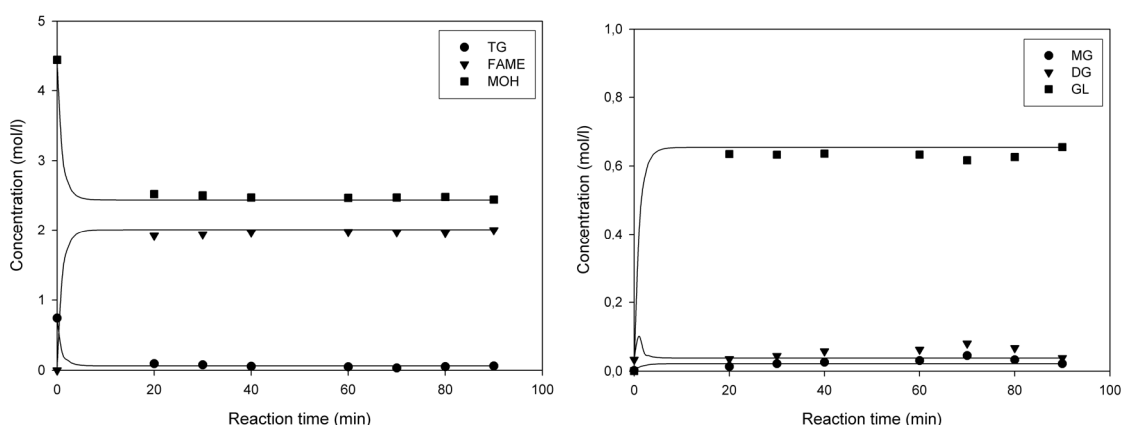 5
4
3
2
1
0
Concentration (mol/l)
TG
FAME
MOH
0 20 40 60 80 100
Reaction time (min)
1,0
0,8
0,6
0,4
0,2
0,0
Concentration (mol/l)
MG
DG
GL
0 20 40 60 80 100
Reaction time (min)